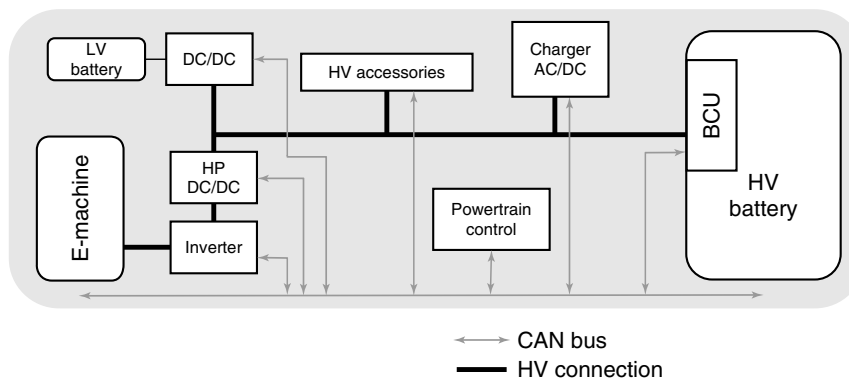 LV
battery
DC/DC
HV accessories
Charger
AC/DC
BCU
HV
battery
E-machine
HP
DC/DC
Inverter
Powertrain
control
CAN bus
HV connection